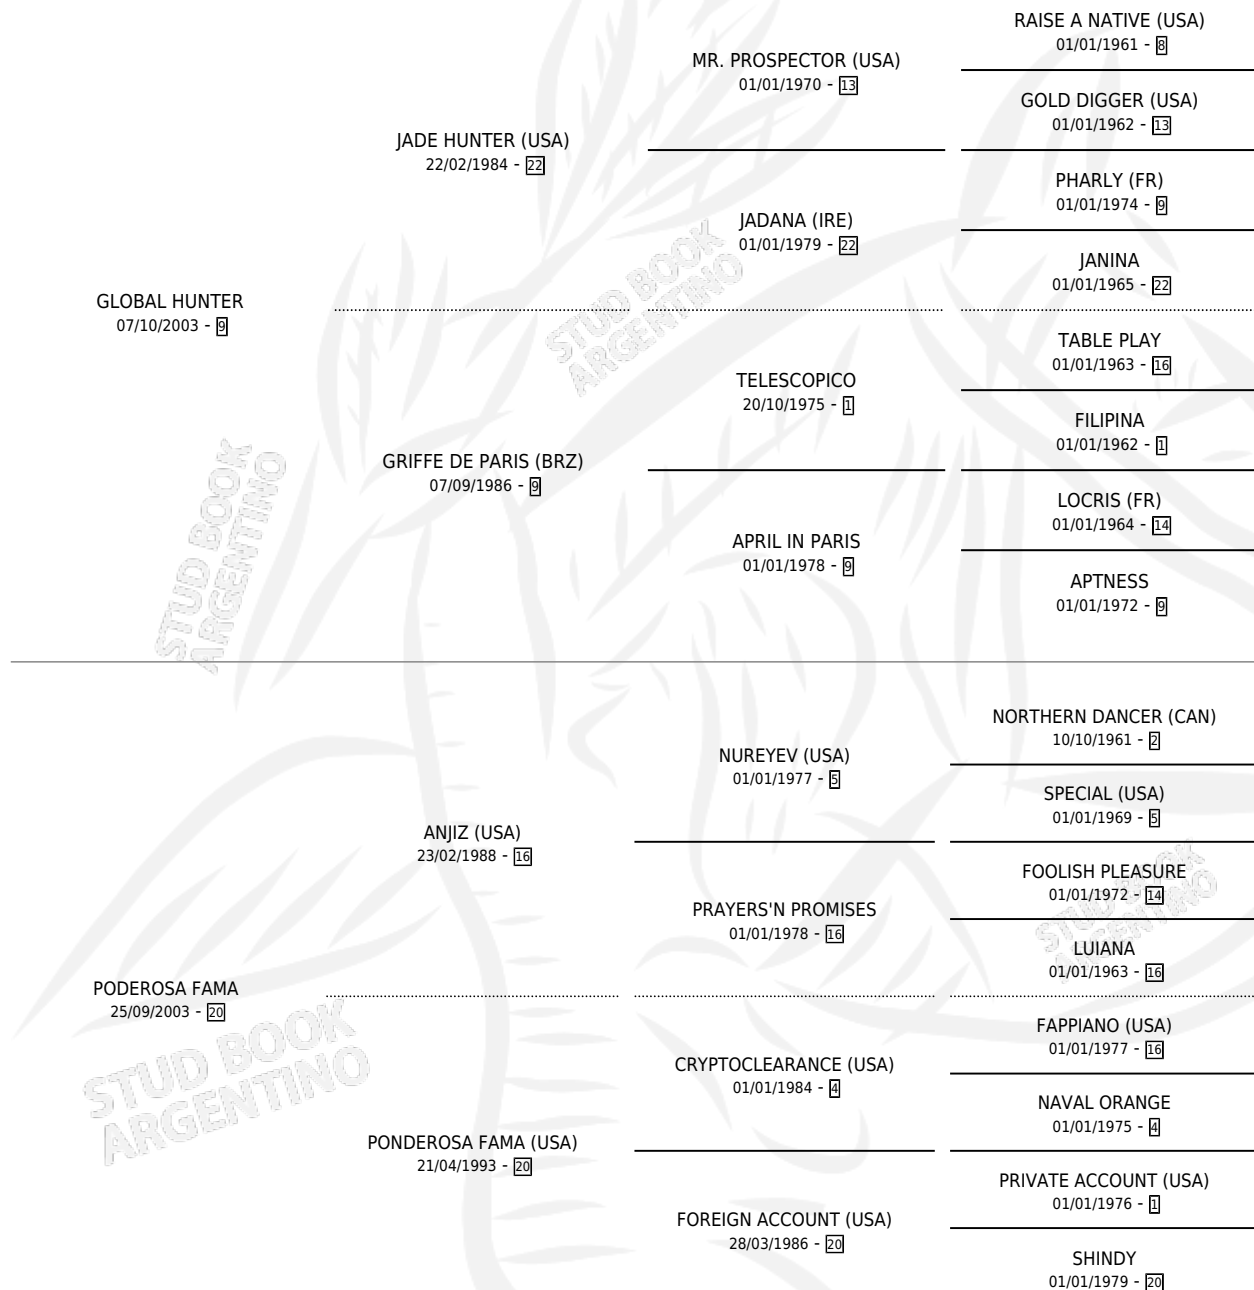 RAISE A NATIVE (USA)
01/01/1961 - 8
MR. PROSPECTOR (USA)
01/01/1970 - 13
GOLD DIGGER (USA)
01/01/1962 - 13
JADE HUNTER (USA)
22/02/1984 - 22
PHARLY (FR)
01/01/1974 - 9
JADANA (IRE)
01/01/1979 - 22
JANINA
01/01/1965 - 22
GLOBAL HUNTER
07/10/2003 - 9
STUD BOOK
ARGENTINO
TABLE PLAY
01/01/1963 - 16
TELESCOPICO
20/10/1975 - 1
FILIPINA
01/01/1962 - 1
GRIFFE DE PARIS (BRZ)
07/09/1986 - 9
LOCRIS (FR)
01/01/1964 - 14
APRIL IN PARIS
01/01/1978 - 9
APTNESS
01/01/1972 - 9
STUD BOOK
ARGENTINO
NORTHERN DANCER (CAN)
10/10/1961 - 2
NUREYEV (USA)
01/01/1977 - 5
SPECIAL (USA)
01/01/1969 - 5
ANJIZ (USA)
23/02/1988 - 16
FOOLISH PLEASURE
01/01/1972 - 14
PRAYERS'N PROMISES
01/01/1978 - 16
LUIANA
01/01/1963 - 16
STUD BOOK
ARGENTINO
PODEROSA FAMA
25/09/2003 - 20
FAPPIANO (USA)
01/01/1977 - 16
CRYPTOCLEARANCE (USA)
01/01/1984 - 4
NAVAL ORANGE
01/01/1975 - 4
STUD BOOK
ARGENTINO
PONDEROSA FAMA (USA)
21/04/1993 - 20
PRIVATE ACCOUNT (USA)
01/01/1976 - 1
FOREIGN ACCOUNT (USA)
28/03/1986 - 20
SHINDY
01/01/1979 - 20